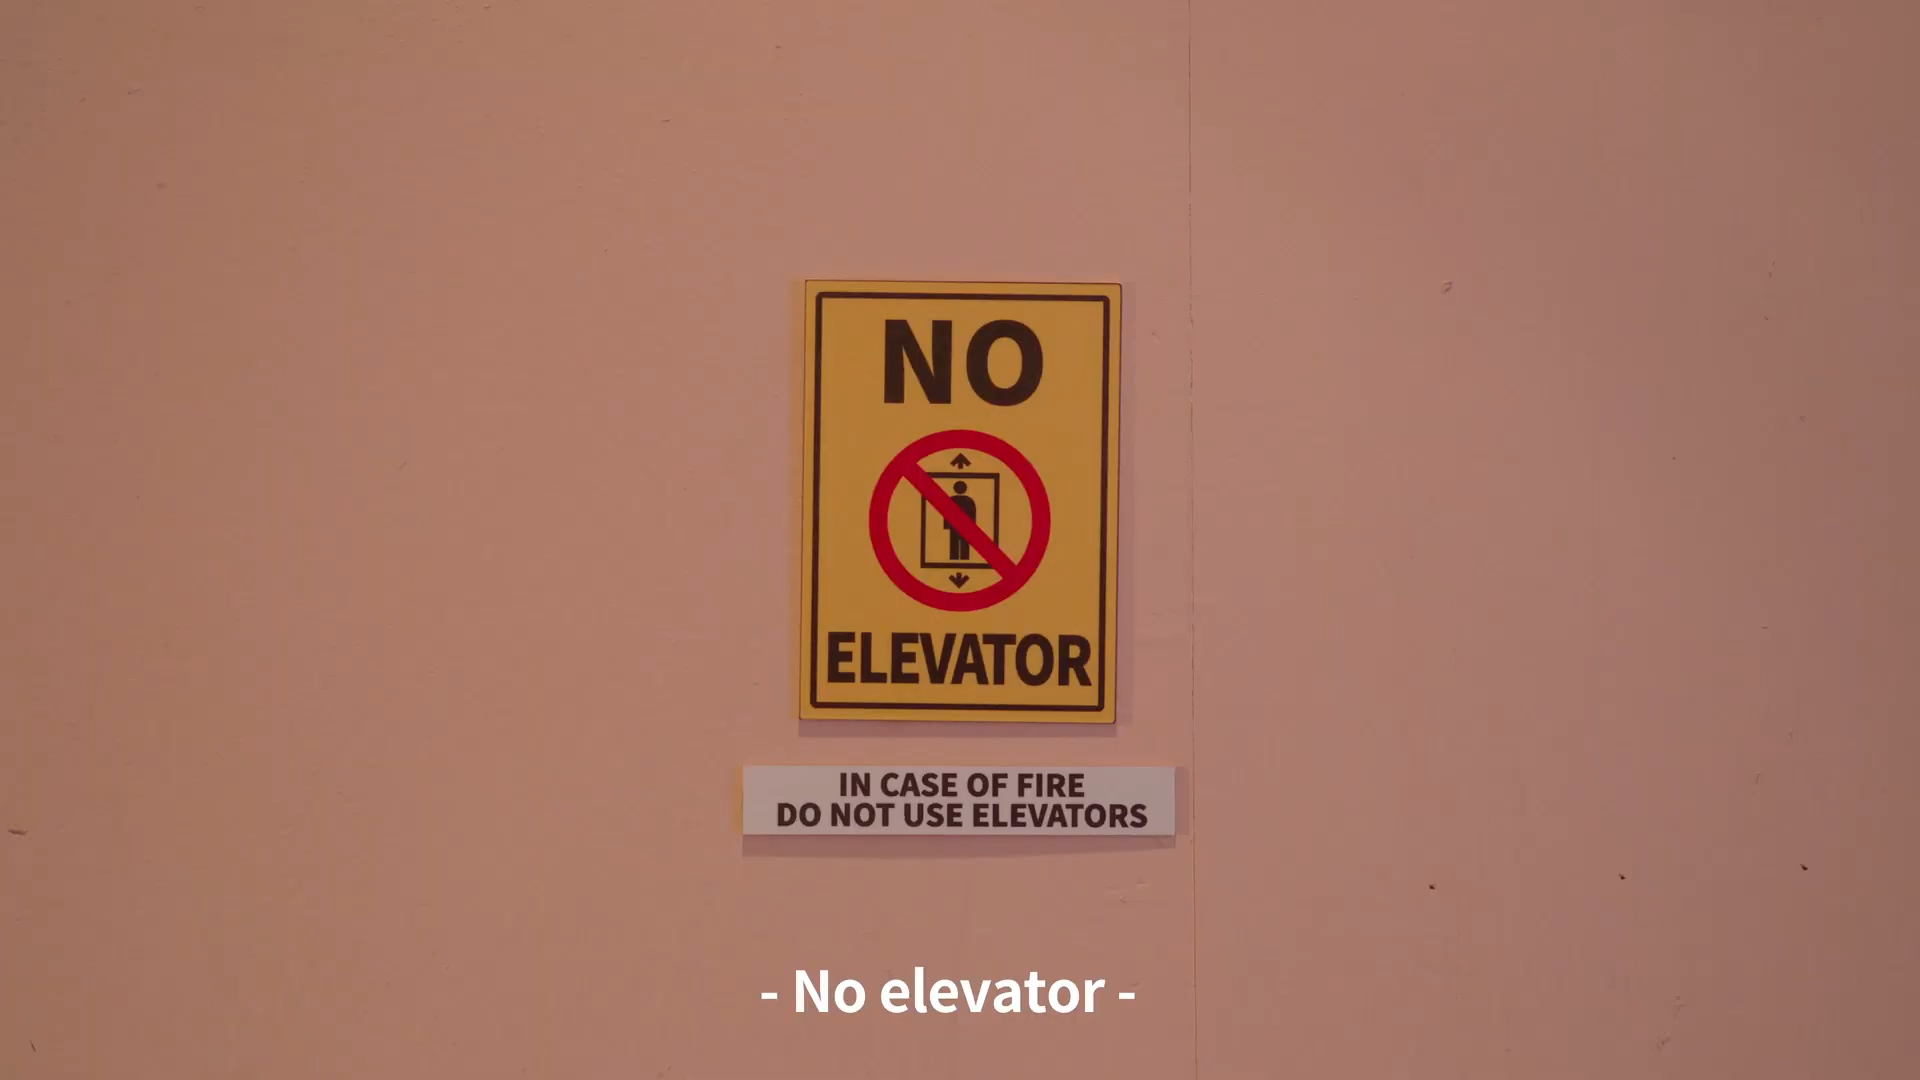 NO
ELEVATOR
IN CASE OF FIRE
DO NOT USE ELEVATORS
- No elevator -